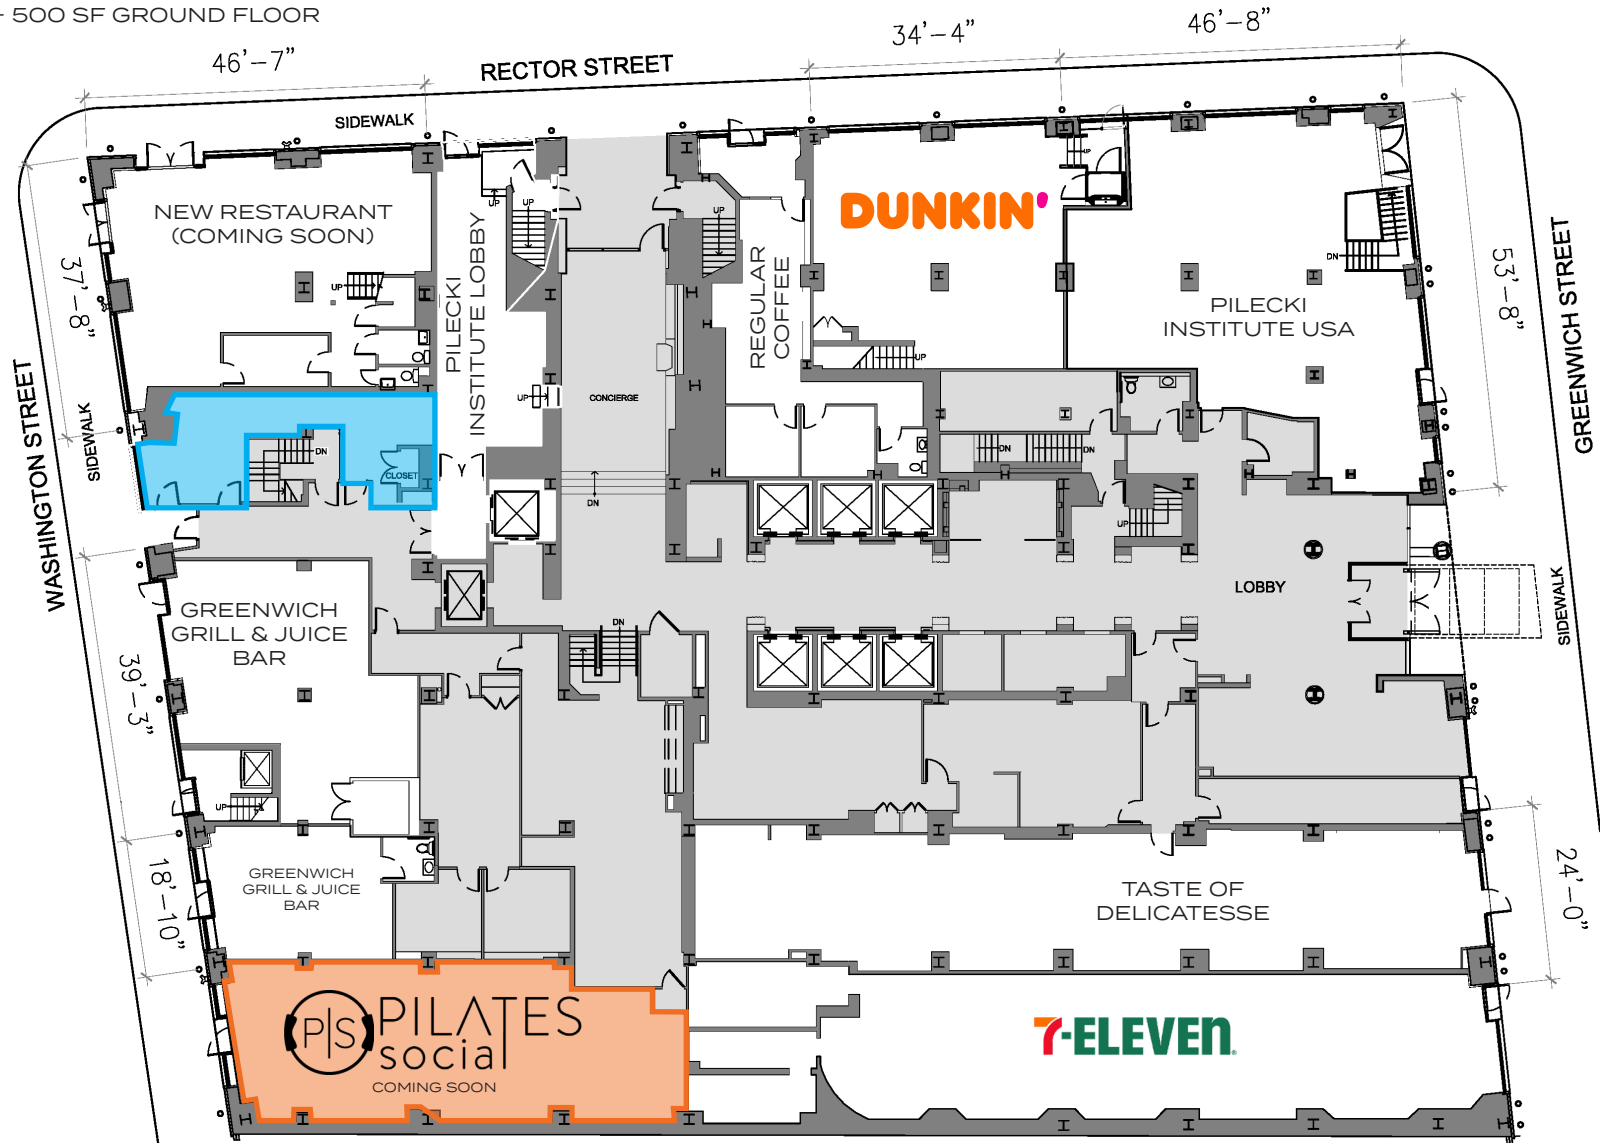 - 500 SF GROUND FLOOR
46'-7"
RECTOR STREET
34'-4"
46'-8"
SIDEWALK
NEW RESTAURANT
(COMING SOON)
PILECKI
INSTITUTE LOBBY
UP
UP
UP
UP
REGULAR
COFFEE
DUNKIN'
UP
PILECKI
INSTITUTE USA
DN
53'-8"
GREENWICH STREET
37'-8"
UP
WASHINGTON STREET
SIDEWALK
UP
CONCIERGE
UP
DN
CLOSET
DN
DN
DN
UP
LOBBY
SIDEWALK
GREENWICH
GRILL & JUICE
BAR
DN
39'-3"
UP
18'-10"
GREENWICH
GRILL & JUICE
BAR
TASTE OF
DELICATESSE
24'-0"
P|S
PILATES
social
COMING SOON
7-ELEVEN